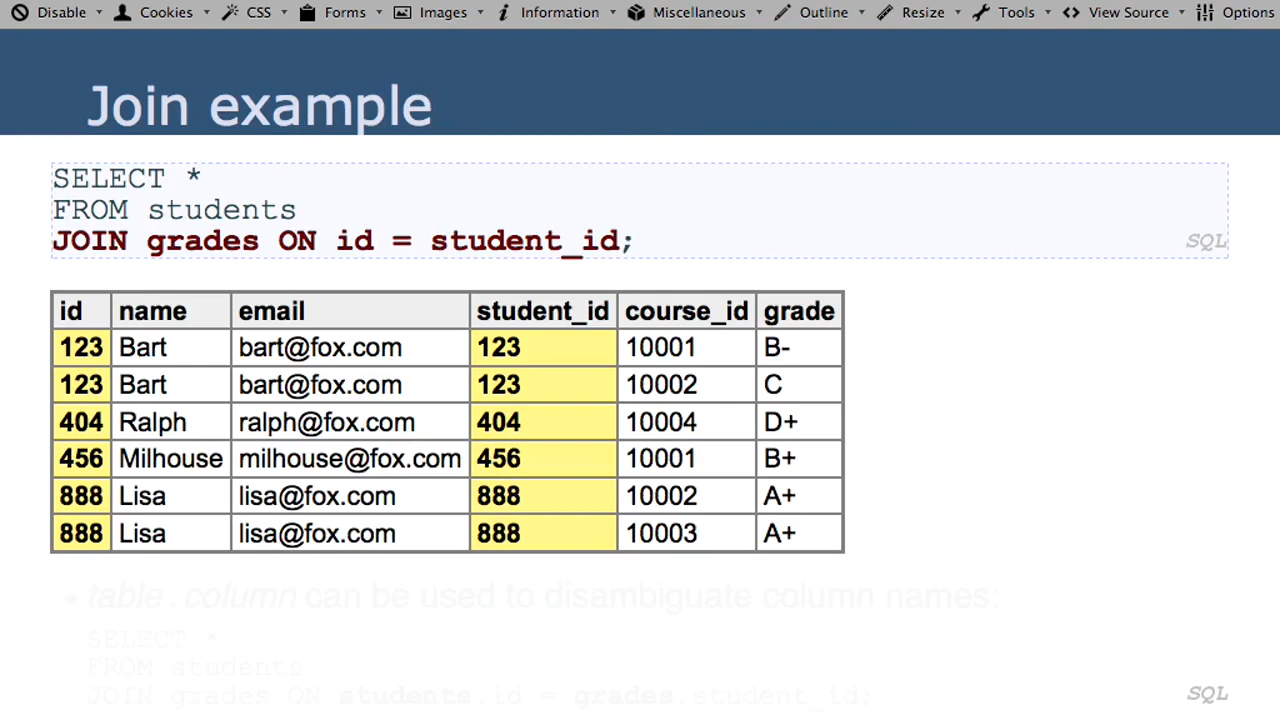 Disable Cookies CSS Forms Images Information Miscellaneous Outline Resize Tools View Source Options
Join example
SELECT *
FROM students
JOIN grades ON id = student_id;
SQL
id name email student_id course_id grade
123 Bart bart@fox.com 123 10001 B-
123 Bart bart@fox.com 123 10002 C
404 Ralph ralph@fox.com 404 10004 D+
456 Milhouse milhouse@fox.com 456 10001 B+
888 Lisa lisa@fox.com 888 10002 A+
888 Lisa lisa@fox.com 888 10003 A+
• table.column can be used to disambiguate column names:
SELECT *
FROM students
JOIN grades ON students.id = grades.student_id;
SQL